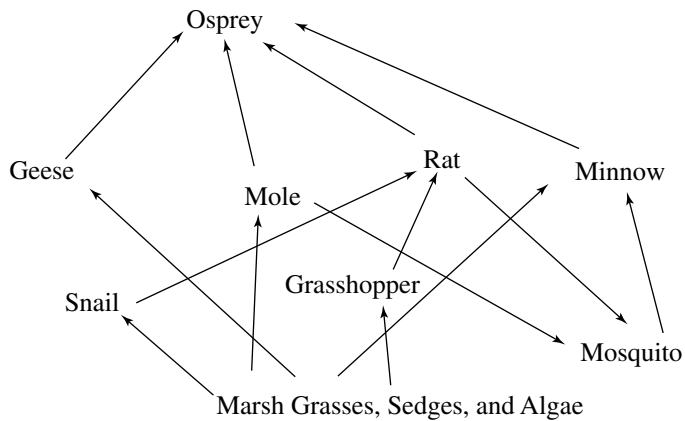 Osprey
Rat
Geese
Minnow
Mole
Grasshopper
Snail
Mosquito
Marsh Grasses, Sedges, and Algae